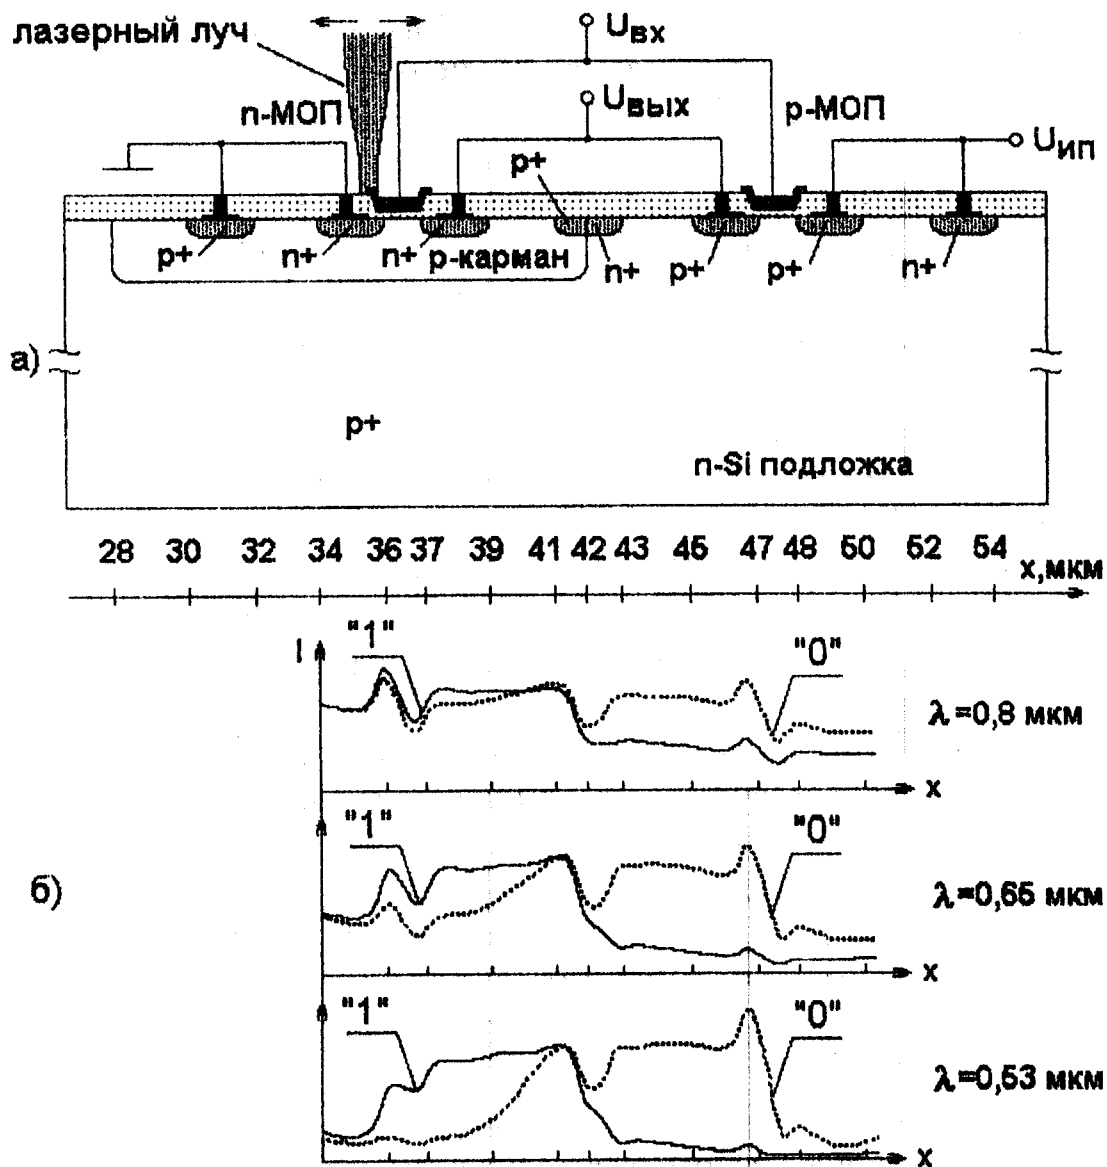 лазерный луч
Uвх
n-МОП
Uвых
p-МОП
Uип
p+
p+
n+
n+
p-карман
n+
p+
p+
n+
а)
p+
n-Si подложка
28 30 32 34 36 37 39 41 42 43 45 47 48 50 52 54
x, мкм
I
"1"
"0"
λ=0,8 мкм
x
б)
"1"
"0"
λ=0,65 мкм
x
"1"
"0"
λ=0,53 мкм
x